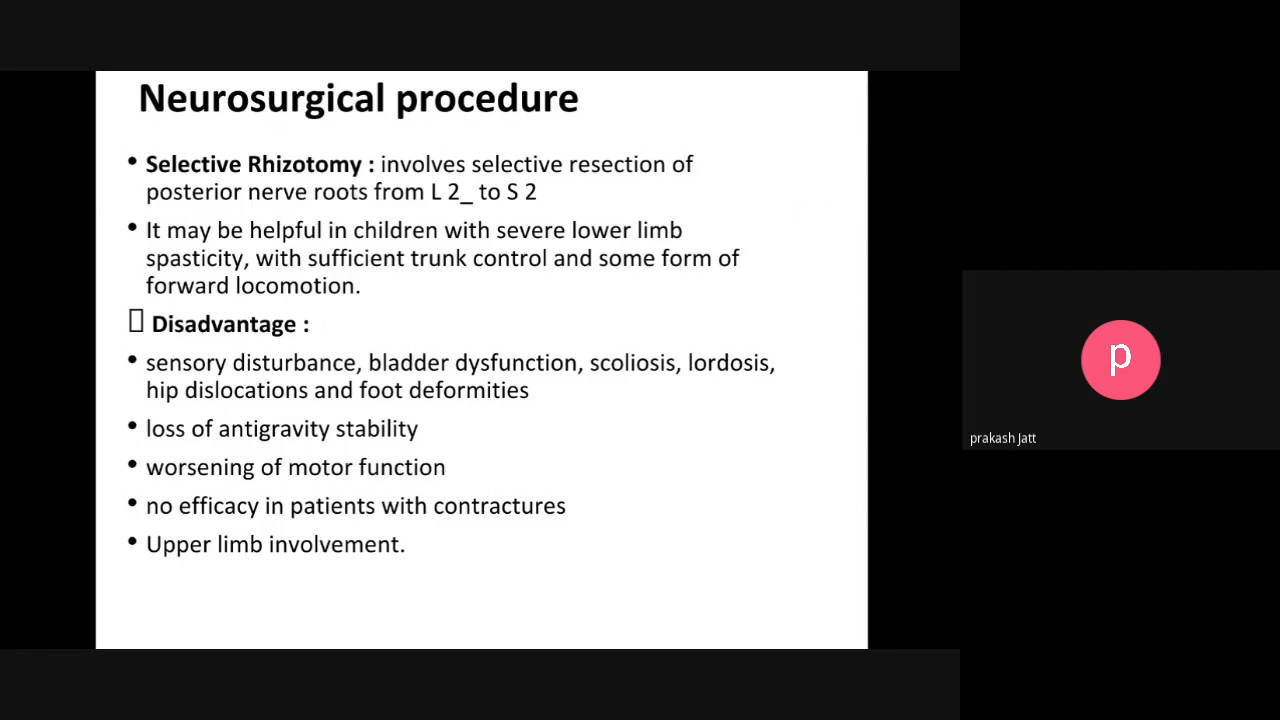 Neurosurgical procedure
• Selective Rhizotomy : involves selective resection of
posterior nerve roots from L 2_ to S 2
• It may be helpful in children with severe lower limb
spasticity, with sufficient trunk control and some form of
forward locomotion.
Disadvantage :
• sensory disturbance, bladder dysfunction, scoliosis, lordosis,
hip dislocations and foot deformities
• loss of antigravity stability
• worsening of motor function
• no efficacy in patients with contractures
• Upper limb involvement.
p
prakash Jatt